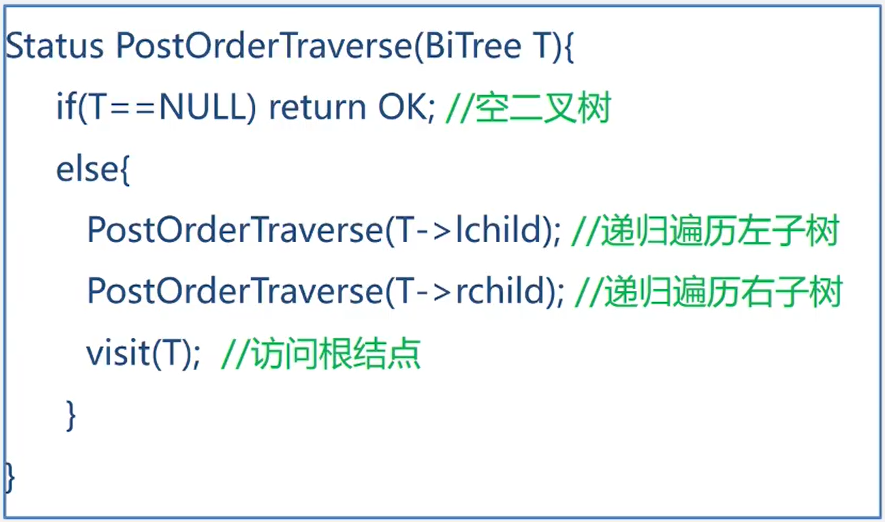 Status PostOrderTraverse(BiTree T){
if(T==NULL) return OK; //空二叉树
else{
PostOrderTraverse(T->lchild); //递归遍历左子树
PostOrderTraverse(T->rchild); //递归遍历右子树
visit(T); //访问根结点
}
}